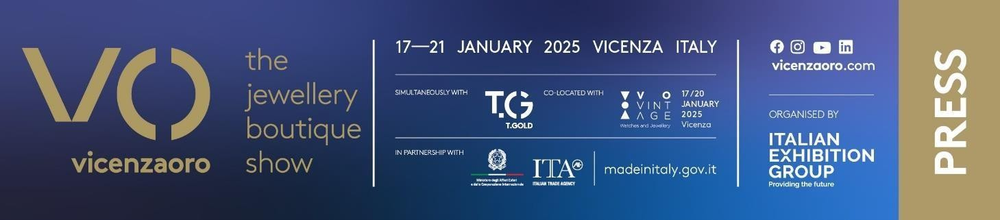 VO
vicenzaoro
the
jewellery
boutique
show
17—21 JANUARY 2025 VICENZA ITALY
SIMULTANEOUSLY WITH
T.G
T.GOLD
CO-LOCATED WITH
V O
VINT
AGE
Watches and Jewellery
17/20
JANUARY
2025
Vicenza
IN PARTNERSHIP WITH
Ministero degli Affari Esteri
e della Cooperazione Internazionale
ITA
ITALIAN TRADE AGENCY
madeinitaly.gov.it
vicenzaoro.com
ORGANISED BY
ITALIAN
EXHIBITION
GROUP
Providing the future
PRESS